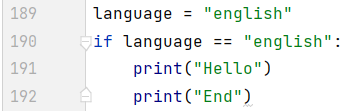 189 language = "english"
190 if language == "english":
191     print("Hello")
192     print("End")